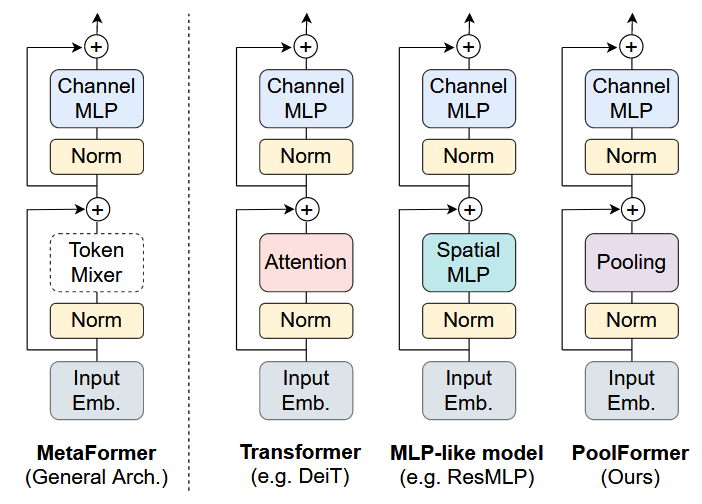 +
Channel
MLP
Norm
+
Token
Mixer
Norm
Input
Emb.
MetaFormer
(General Arch.)
+
Channel
MLP
Norm
+
Attention
Norm
Input
Emb.
Transformer
(e.g. DeiT)
+
Channel
MLP
Norm
+
Spatial
MLP
Norm
Input
Emb.
MLP-like model
(e.g. ResMLP)
+
Channel
MLP
Norm
+
Pooling
Norm
Input
Emb.
PoolFormer
(Ours)